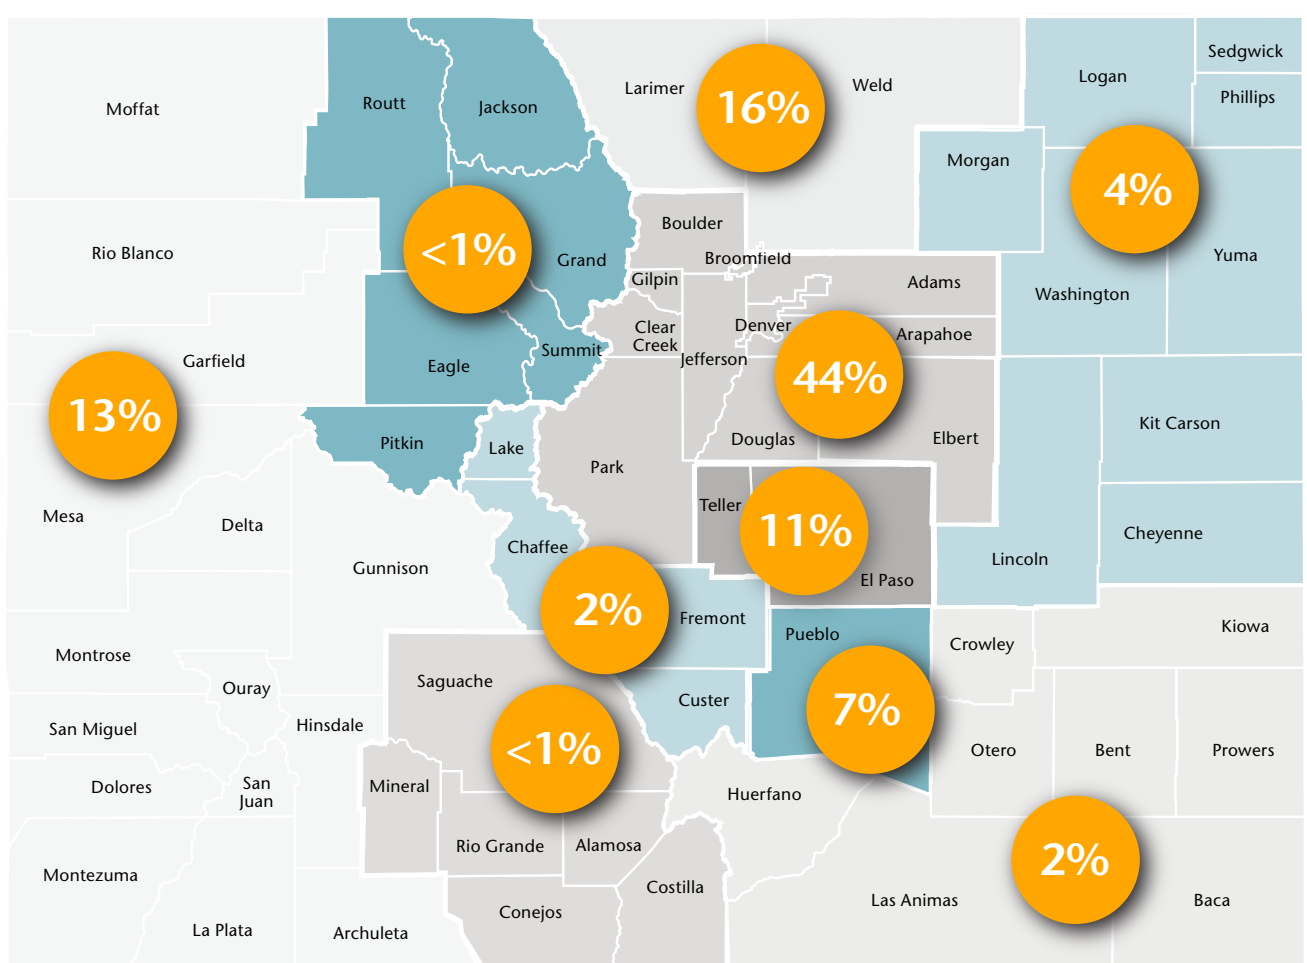 Sedgwick
Logan
Larimer
Weld
Phillips
Moffat
Routt
Jackson
16%
Morgan
4%
Boulder
Rio Blanco
<1%
Grand
Broomfield
Yuma
Gilpin
Adams
Washington
Clear
Creek
Denver
Arapahoe
Garfield
Eagle
Summit
Jefferson
44%
13%
Pitkin
Lake
Park
Douglas
Elbert
Kit Carson
Mesa
Delta
Teller
11%
Gunnison
Chaffee
El Paso
Lincoln
Cheyenne
2%
Fremont
Pueblo
Crowley
Kiowa
Montrose
Ouray
Saguache
Custer
7%
San Miguel
Hinsdale
<1%
Otero
Bent
Prowers
Dolores
San
Juan
Mineral
Huerfano
Rio Grande
Alamosa
2%
Montezuma
Costilla
Las Animas
Baca
La Plata
Archuleta
Conejos